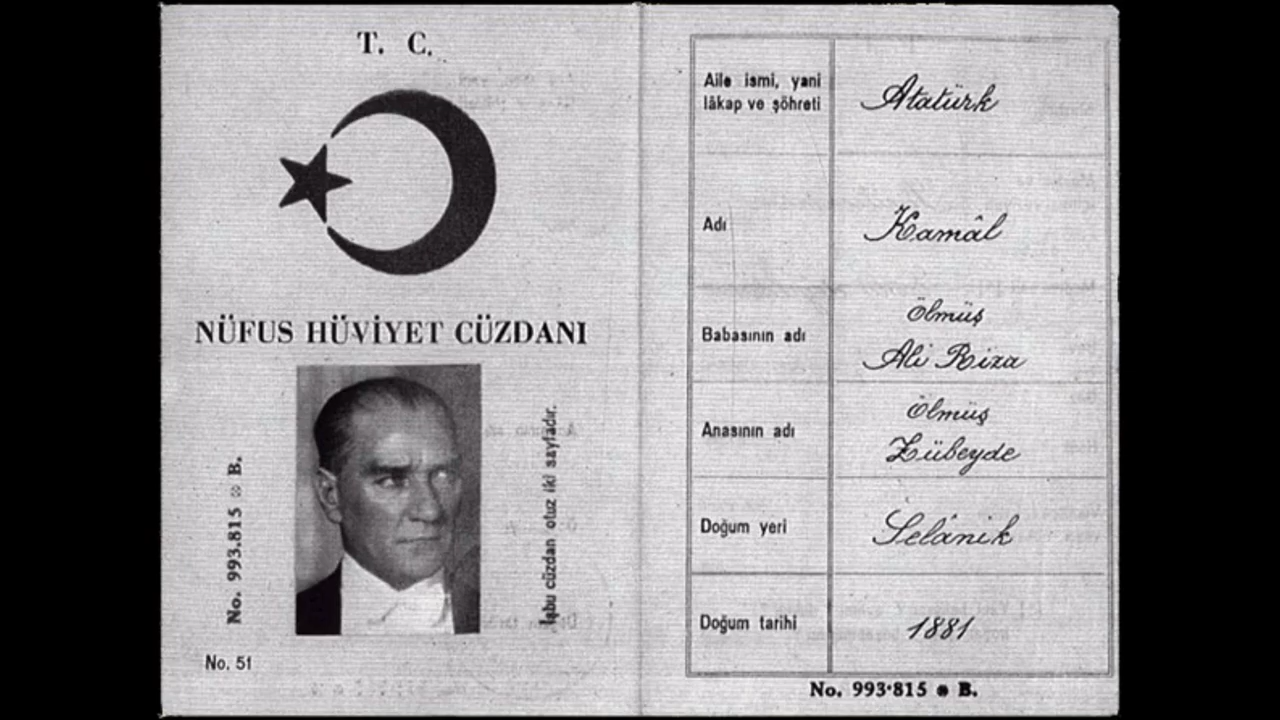 T. C.
NÜFUS HÜVİYET CÜZDANI
No. 993.815 B.
İşbu cüzdan otuz iki sayfadır.
No. 51
Aile ismi, yani
lâkap ve şöhreti
Atatürk
Adı
Kamâl
Babasının adı
Ölmüş
Ali Rıza
Anasının adı
Ölmüş
Zübeyde
Doğum yeri
Selânik
Doğum tarihi
1881
No. 993·815 B.